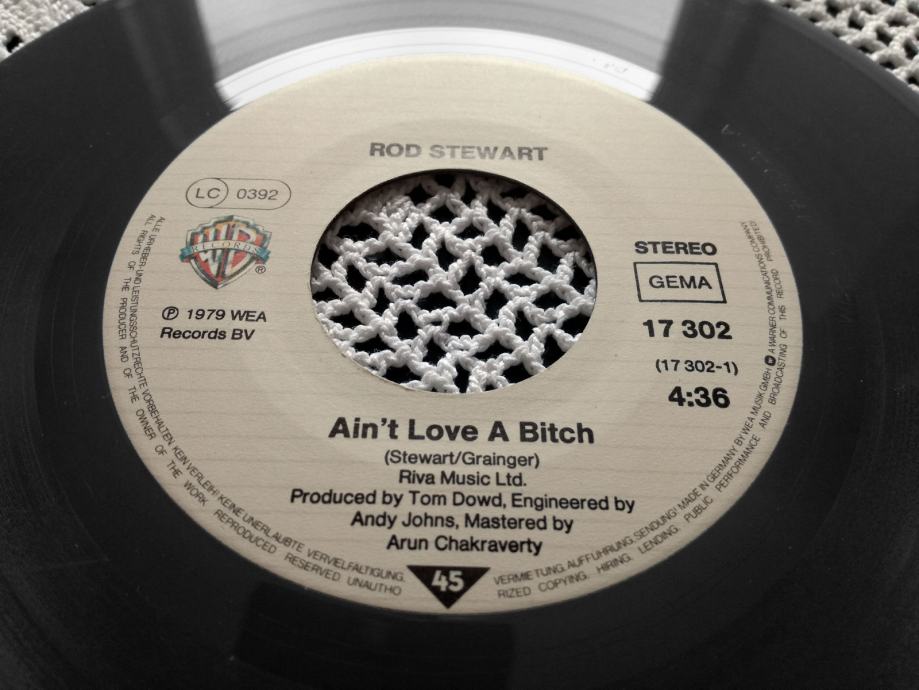 ROD STEWART
LC 0392
WB
RECORDS
®
℗ 1979 WEA
Records BV
STEREO
GEMA
17 302
(17 302-1)
4:36
Ain't Love A Bitch
(Stewart/Grainger)
Riva Music Ltd.
Produced by Tom Dowd, Engineered by
Andy Johns, Mastered by
Arun Chakraverty
45
ALLE URHEBER- UND LEISTUNGSSCHUTZRECHTE VORBEHALTEN. KEIN VERLEIH! KEINE UNERLAUBTE VERVIELFÄLTIGUNG, VERMIETUNG, AUFFÜHRUNG, SENDUNG! MADE IN GERMANY BY WEA MUSIK GMBH A WARNER COMMUNICATIONS COMPANY
ALL RIGHTS OF THE PRODUCER AND OF THE OWNER OF THE WORK REPRODUCED RESERVED. UNAUTHORIZED COPYING, HIRING, LENDING, PUBLIC PERFORMANCE AND BROADCASTING OF THIS RECORD PROHIBITED